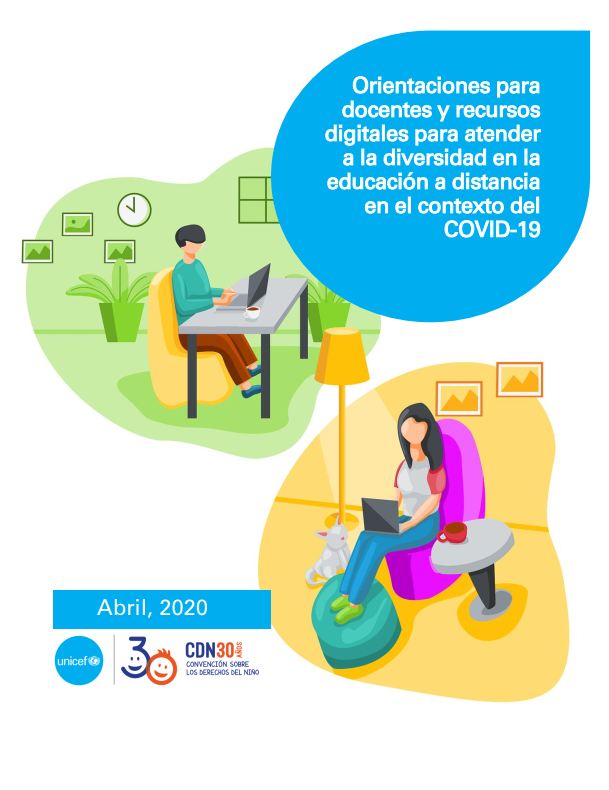 Orientaciones para
docentes y recursos
digitales para atender
a la diversidad en la
educación a distancia
en el contexto del
COVID-19
Abril, 2020
unicef
30
CDN30 AÑOS
CONVENCIÓN SOBRE
LOS DERECHOS DEL NIÑO